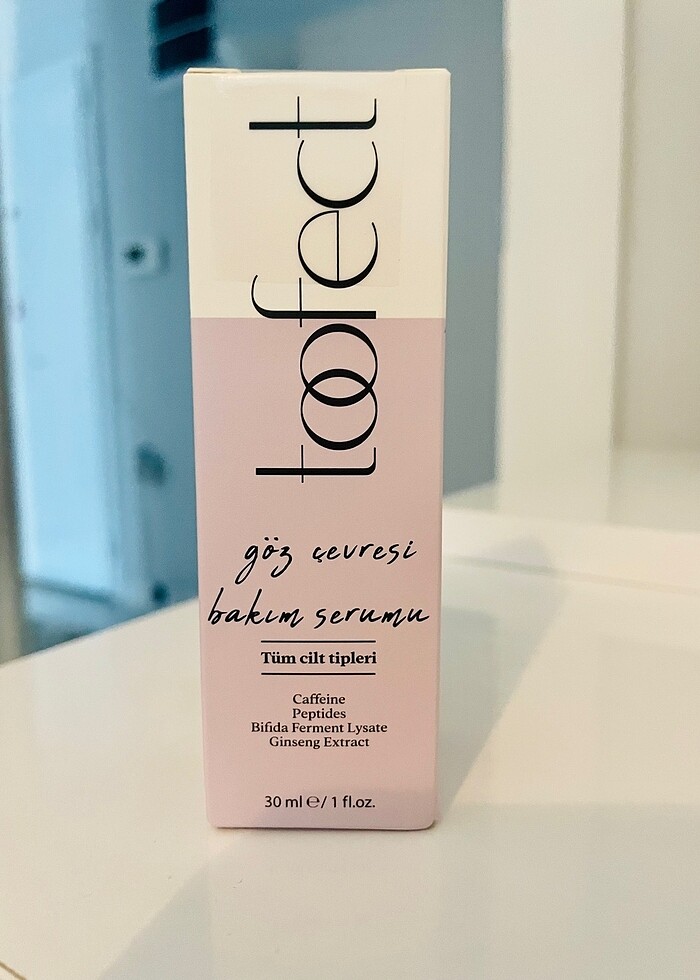 toofect
göz çevresi
bakım serumu
Tüm cilt tipleri
Caffeine
Peptides
Bifida Ferment Lysate
Ginseng Extract
30 ml ℮/ 1 fl.oz.